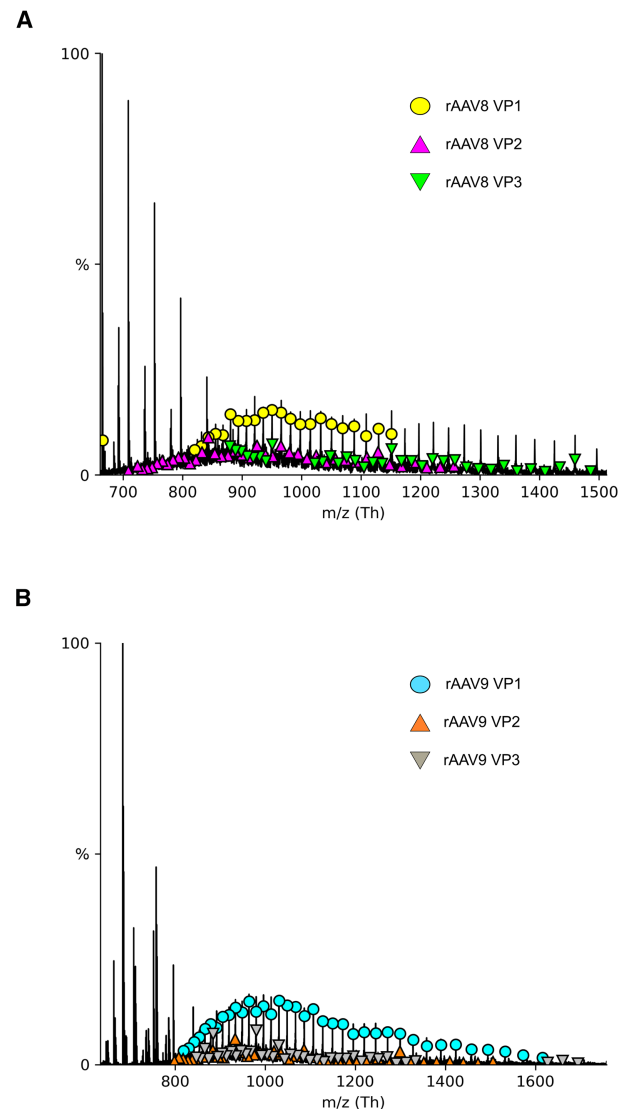 A
100
%
0
rAAV8 VP1
rAAV8 VP2
rAAV8 VP3
700 800 900 1000 1100 1200 1300 1400 1500
m/z (Th)
B
100
%
0
rAAV9 VP1
rAAV9 VP2
rAAV9 VP3
800 1000 1200 1400 1600
m/z (Th)